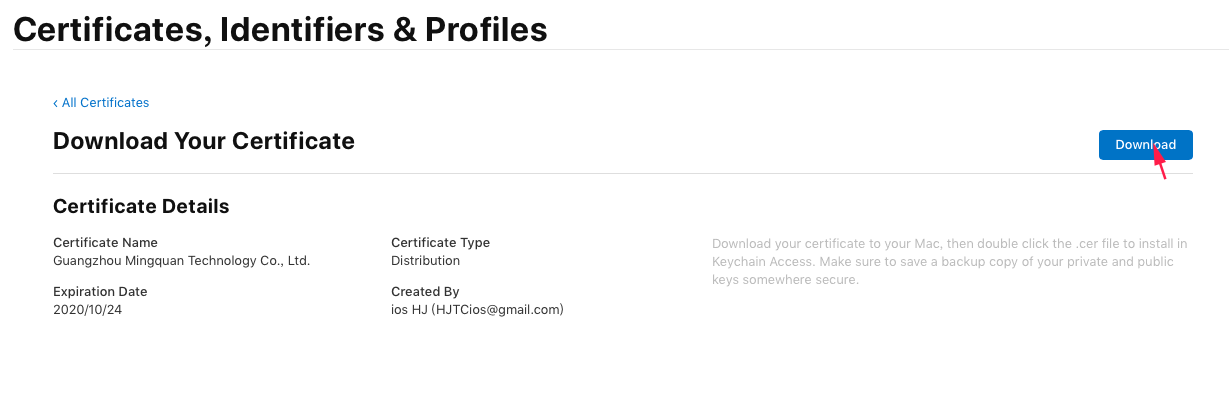 Certificates, Identifiers & Profiles
‹ All Certificates
Download Your Certificate
Download
Certificate Details
Certificate Name
Guangzhou Mingquan Technology Co., Ltd.
Expiration Date
2020/10/24
Certificate Type
Distribution
Created By
ios HJ (HJTCios@gmail.com)
Download your certificate to your Mac, then double click the .cer file to install in
Keychain Access. Make sure to save a backup copy of your private and public
keys somewhere secure.